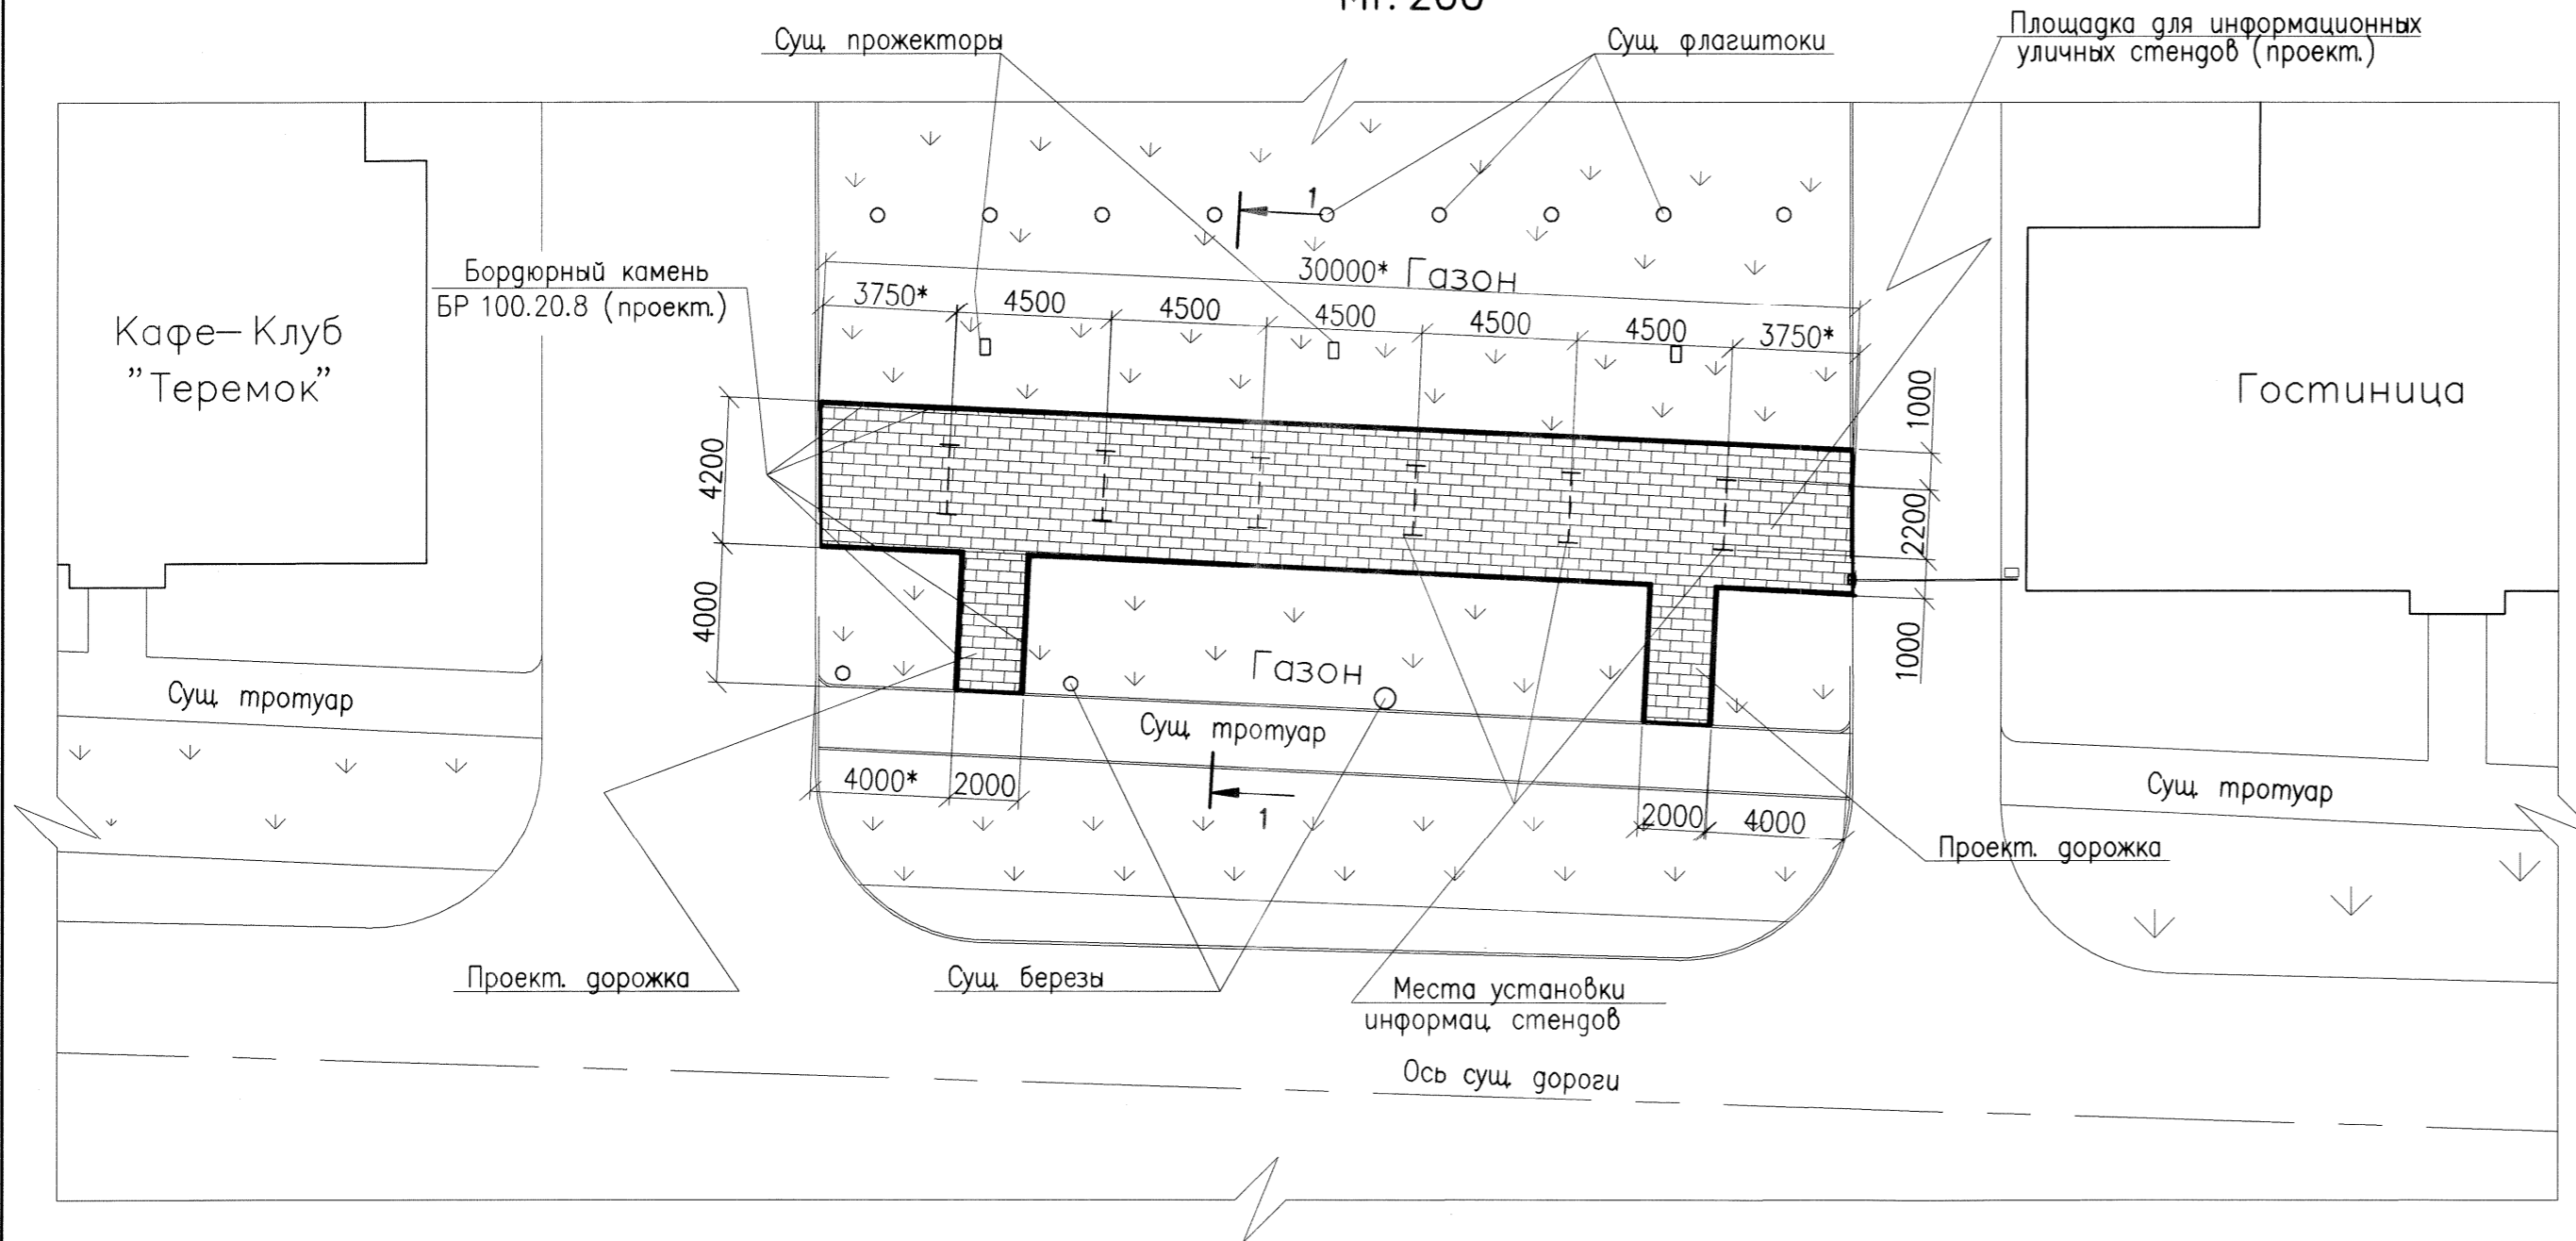 М1:200
Сущ. прожекторы
Сущ. флагштоки
Площадка для информационных
уличных стендов (проект.)
1
Бордюрный камень
БР 100.20.8 (проект.)
30000*
Газон
3750*
4500
4500
4500
4500
4500
3750*
Кафе-Клуб
"Теремок"
Гостиница
1000
4200
2200
4000
1000
Газон
Сущ. тротуар
Сущ. тротуар
Сущ. тротуар
4000*
2000
1
2000
4000
Проект. дорожка
Проект. дорожка
Сущ. березы
Места установки
информац. стендов
Ось сущ. дороги